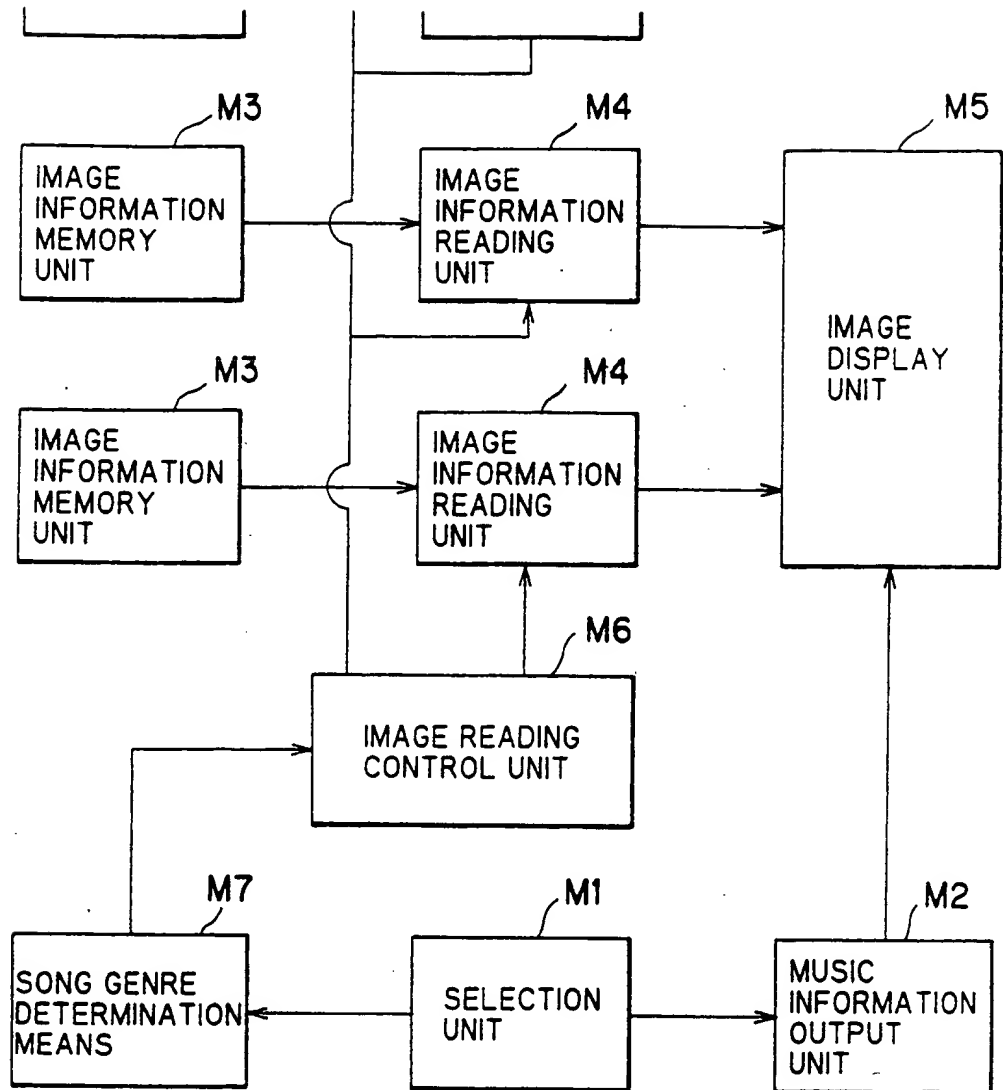 M3
M4
M5
IMAGE
INFORMATION
MEMORY
UNIT
IMAGE
INFORMATION
READING
UNIT
IMAGE
DISPLAY
UNIT
M3
M4
IMAGE
INFORMATION
MEMORY
UNIT
IMAGE
INFORMATION
READING
UNIT
M6
IMAGE READING
CONTROL UNIT
M7
M1
M2
SONG GENRE
DETERMINATION
MEANS
SELECTION
UNIT
MUSIC
INFORMATION
OUTPUT
UNIT